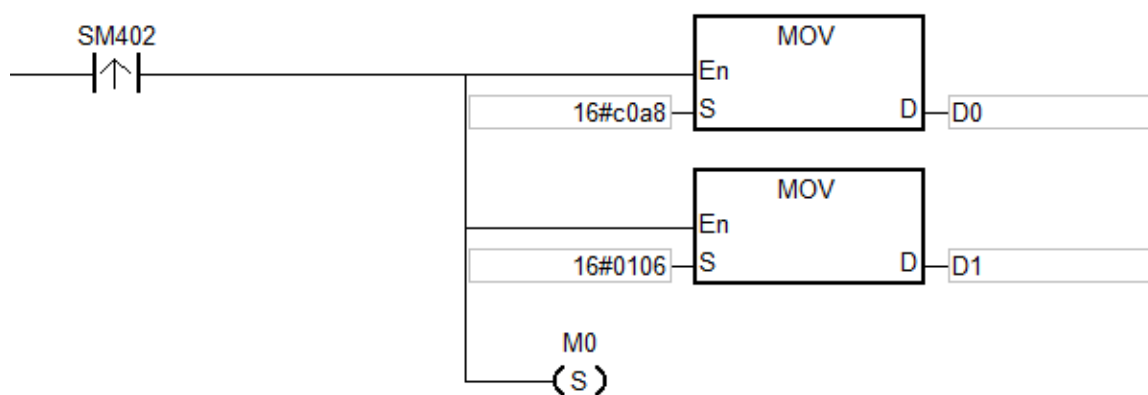 SM402
MOV
En
16#c0a8 S D D0
MOV
En
16#0106 S D D1
M0
S